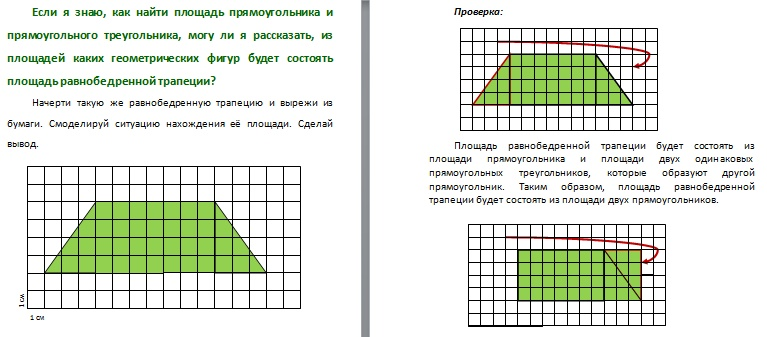 Если я знаю, как найти площадь прямоугольника и
прямоугольного треугольника, могу ли я рассказать, из
площадей каких геометрических фигур будет состоять
площадь равнобедренной трапеции?
Начерти такую же равнобедренную трапецию и вырежи из
бумаги. Смоделируй ситуацию нахождения её площади. Сделай
вывод.
1 см
1 см
Проверка:
Площадь равнобедренной трапеции будет состоять из
площади прямоугольника и площади двух одинаковых
прямоугольных треугольников, которые образуют другой
прямоугольник. Таким образом, площадь равнобедренной
трапеции будет состоять из площади двух прямоугольников.